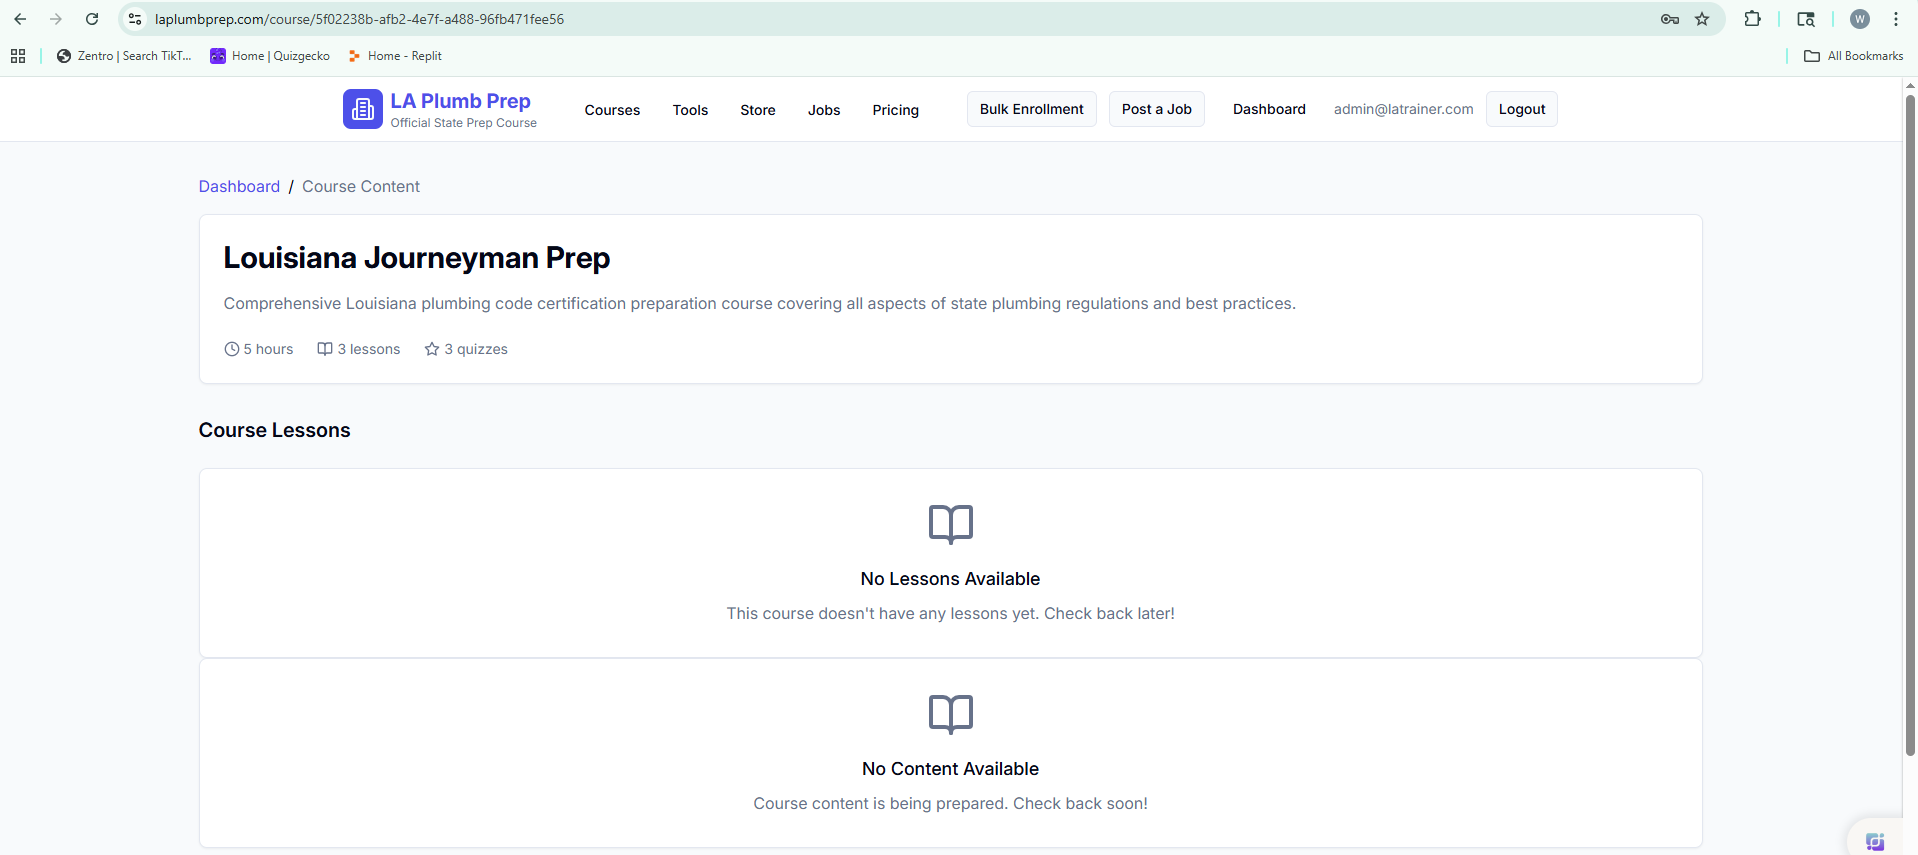 laplumbprep.com/course/5f02238b-afb2-4e7f-a488-96fb471fee56
W
Zentro | Search TikT...
Home | Quizgecko
Home - Replit
All Bookmarks
LA Plumb Prep
Official State Prep Course
Courses
Tools
Store
Jobs
Pricing
Bulk Enrollment
Post a Job
Dashboard
admin@latrainer.com
Logout
Dashboard / Course Content
Louisiana Journeyman Prep
Comprehensive Louisiana plumbing code certification preparation course covering all aspects of state plumbing regulations and best practices.
5 hours
3 lessons
3 quizzes
Course Lessons
No Lessons Available
This course doesn't have any lessons yet. Check back later!
No Content Available
Course content is being prepared. Check back soon!